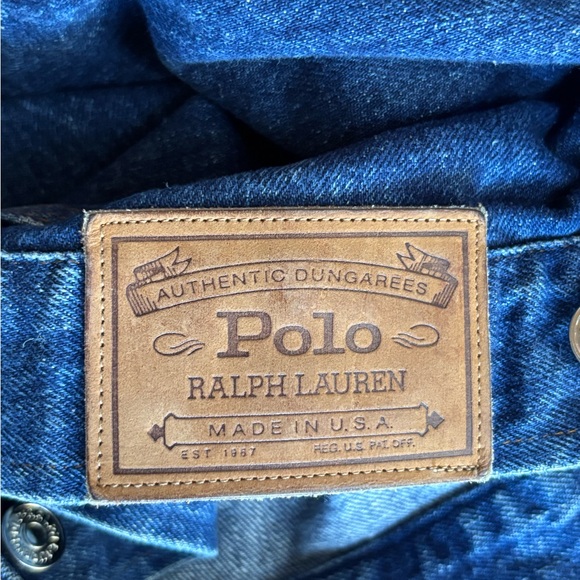 AUTHENTIC DUNGAREES
Polo
RALPH LAUREN
MADE IN U.S.A.
EST 1967 REG. U.S. PAT. OFF.